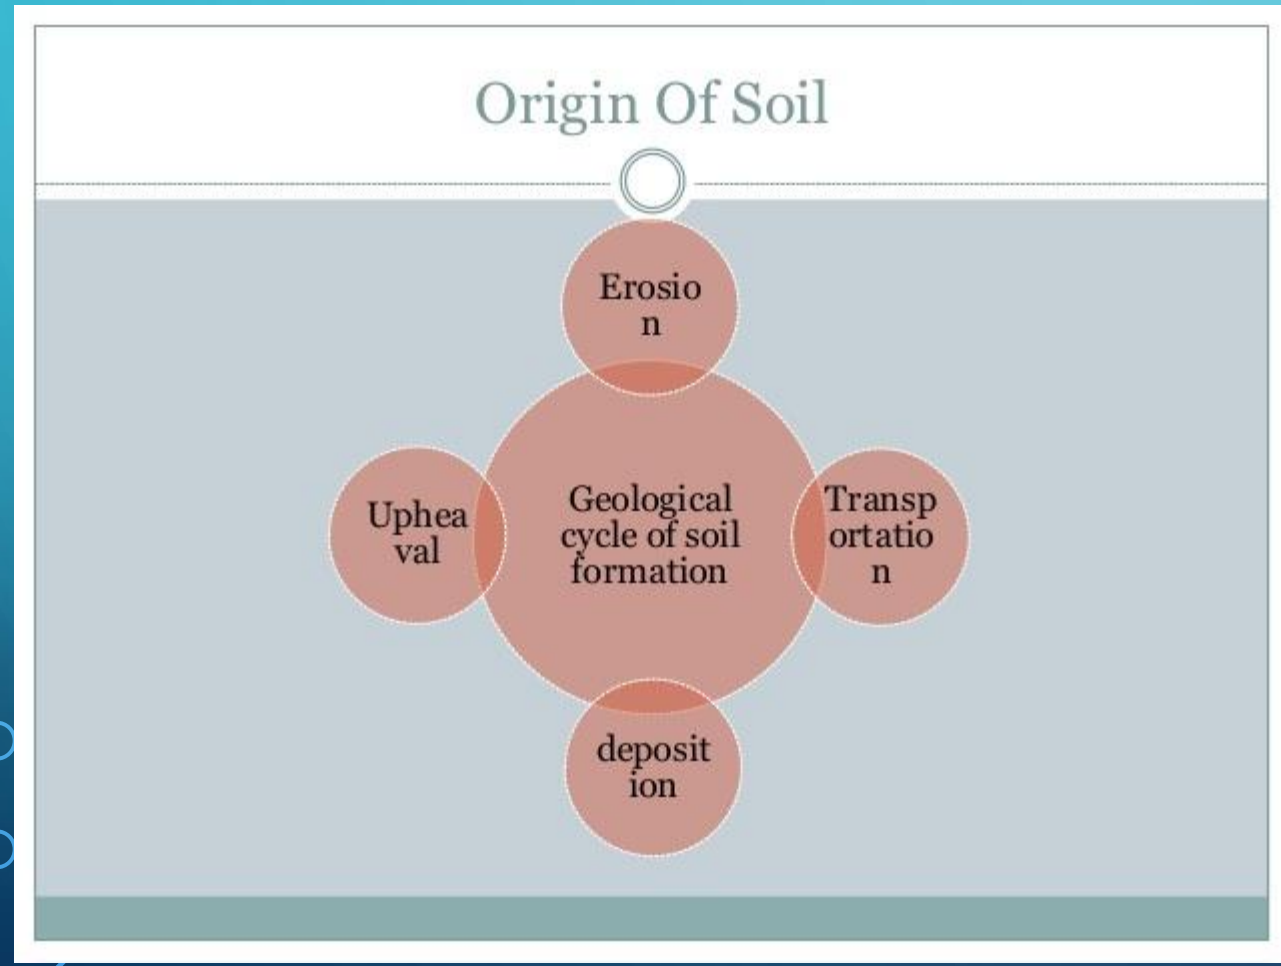 Origin Of Soil
Erosio
n
Uphea
val
Geological
cycle of soil
formation
Transp
ortatio
n
deposit
ion